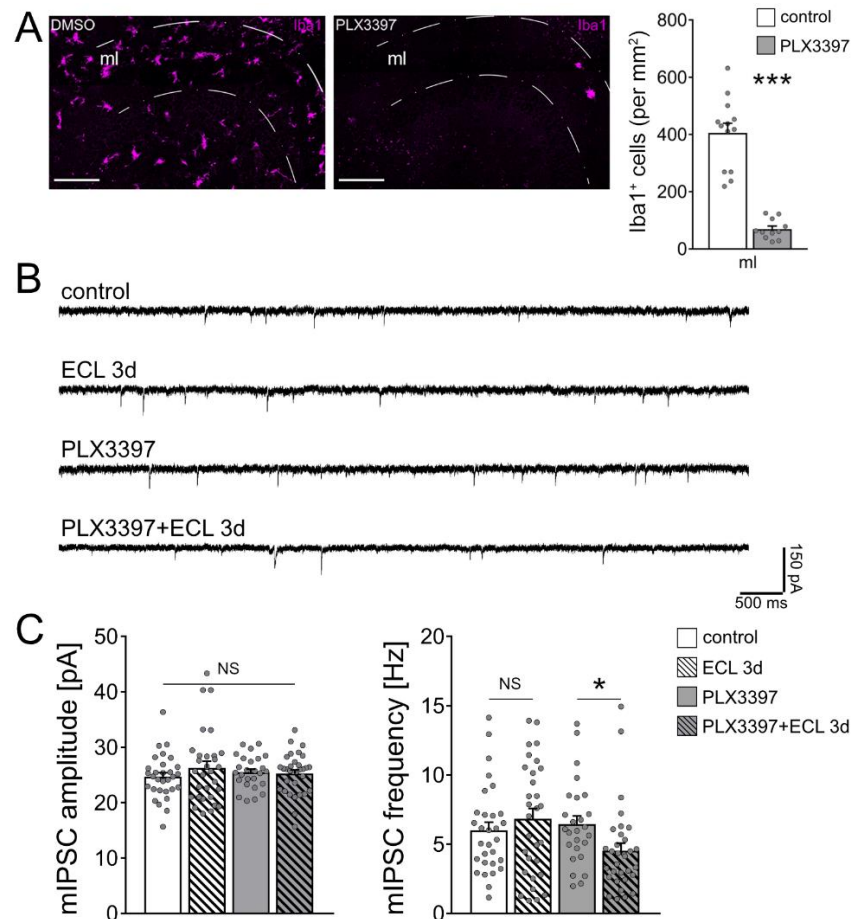 A
DMSO
Iba1
ml
PLX3397
Iba1
ml
control
PLX3397
Iba1+ cells (per mm²)
800
600
400
200
0
***
ml
B
control
ECL 3d
PLX3397
PLX3397+ECL 3d
150 pA
500 ms
C
mIPSC amplitude [pA]
50
40
30
20
10
0
NS
mIPSC frequency [Hz]
20
15
10
5
0
NS
*
control
ECL 3d
PLX3397
PLX3397+ECL 3d